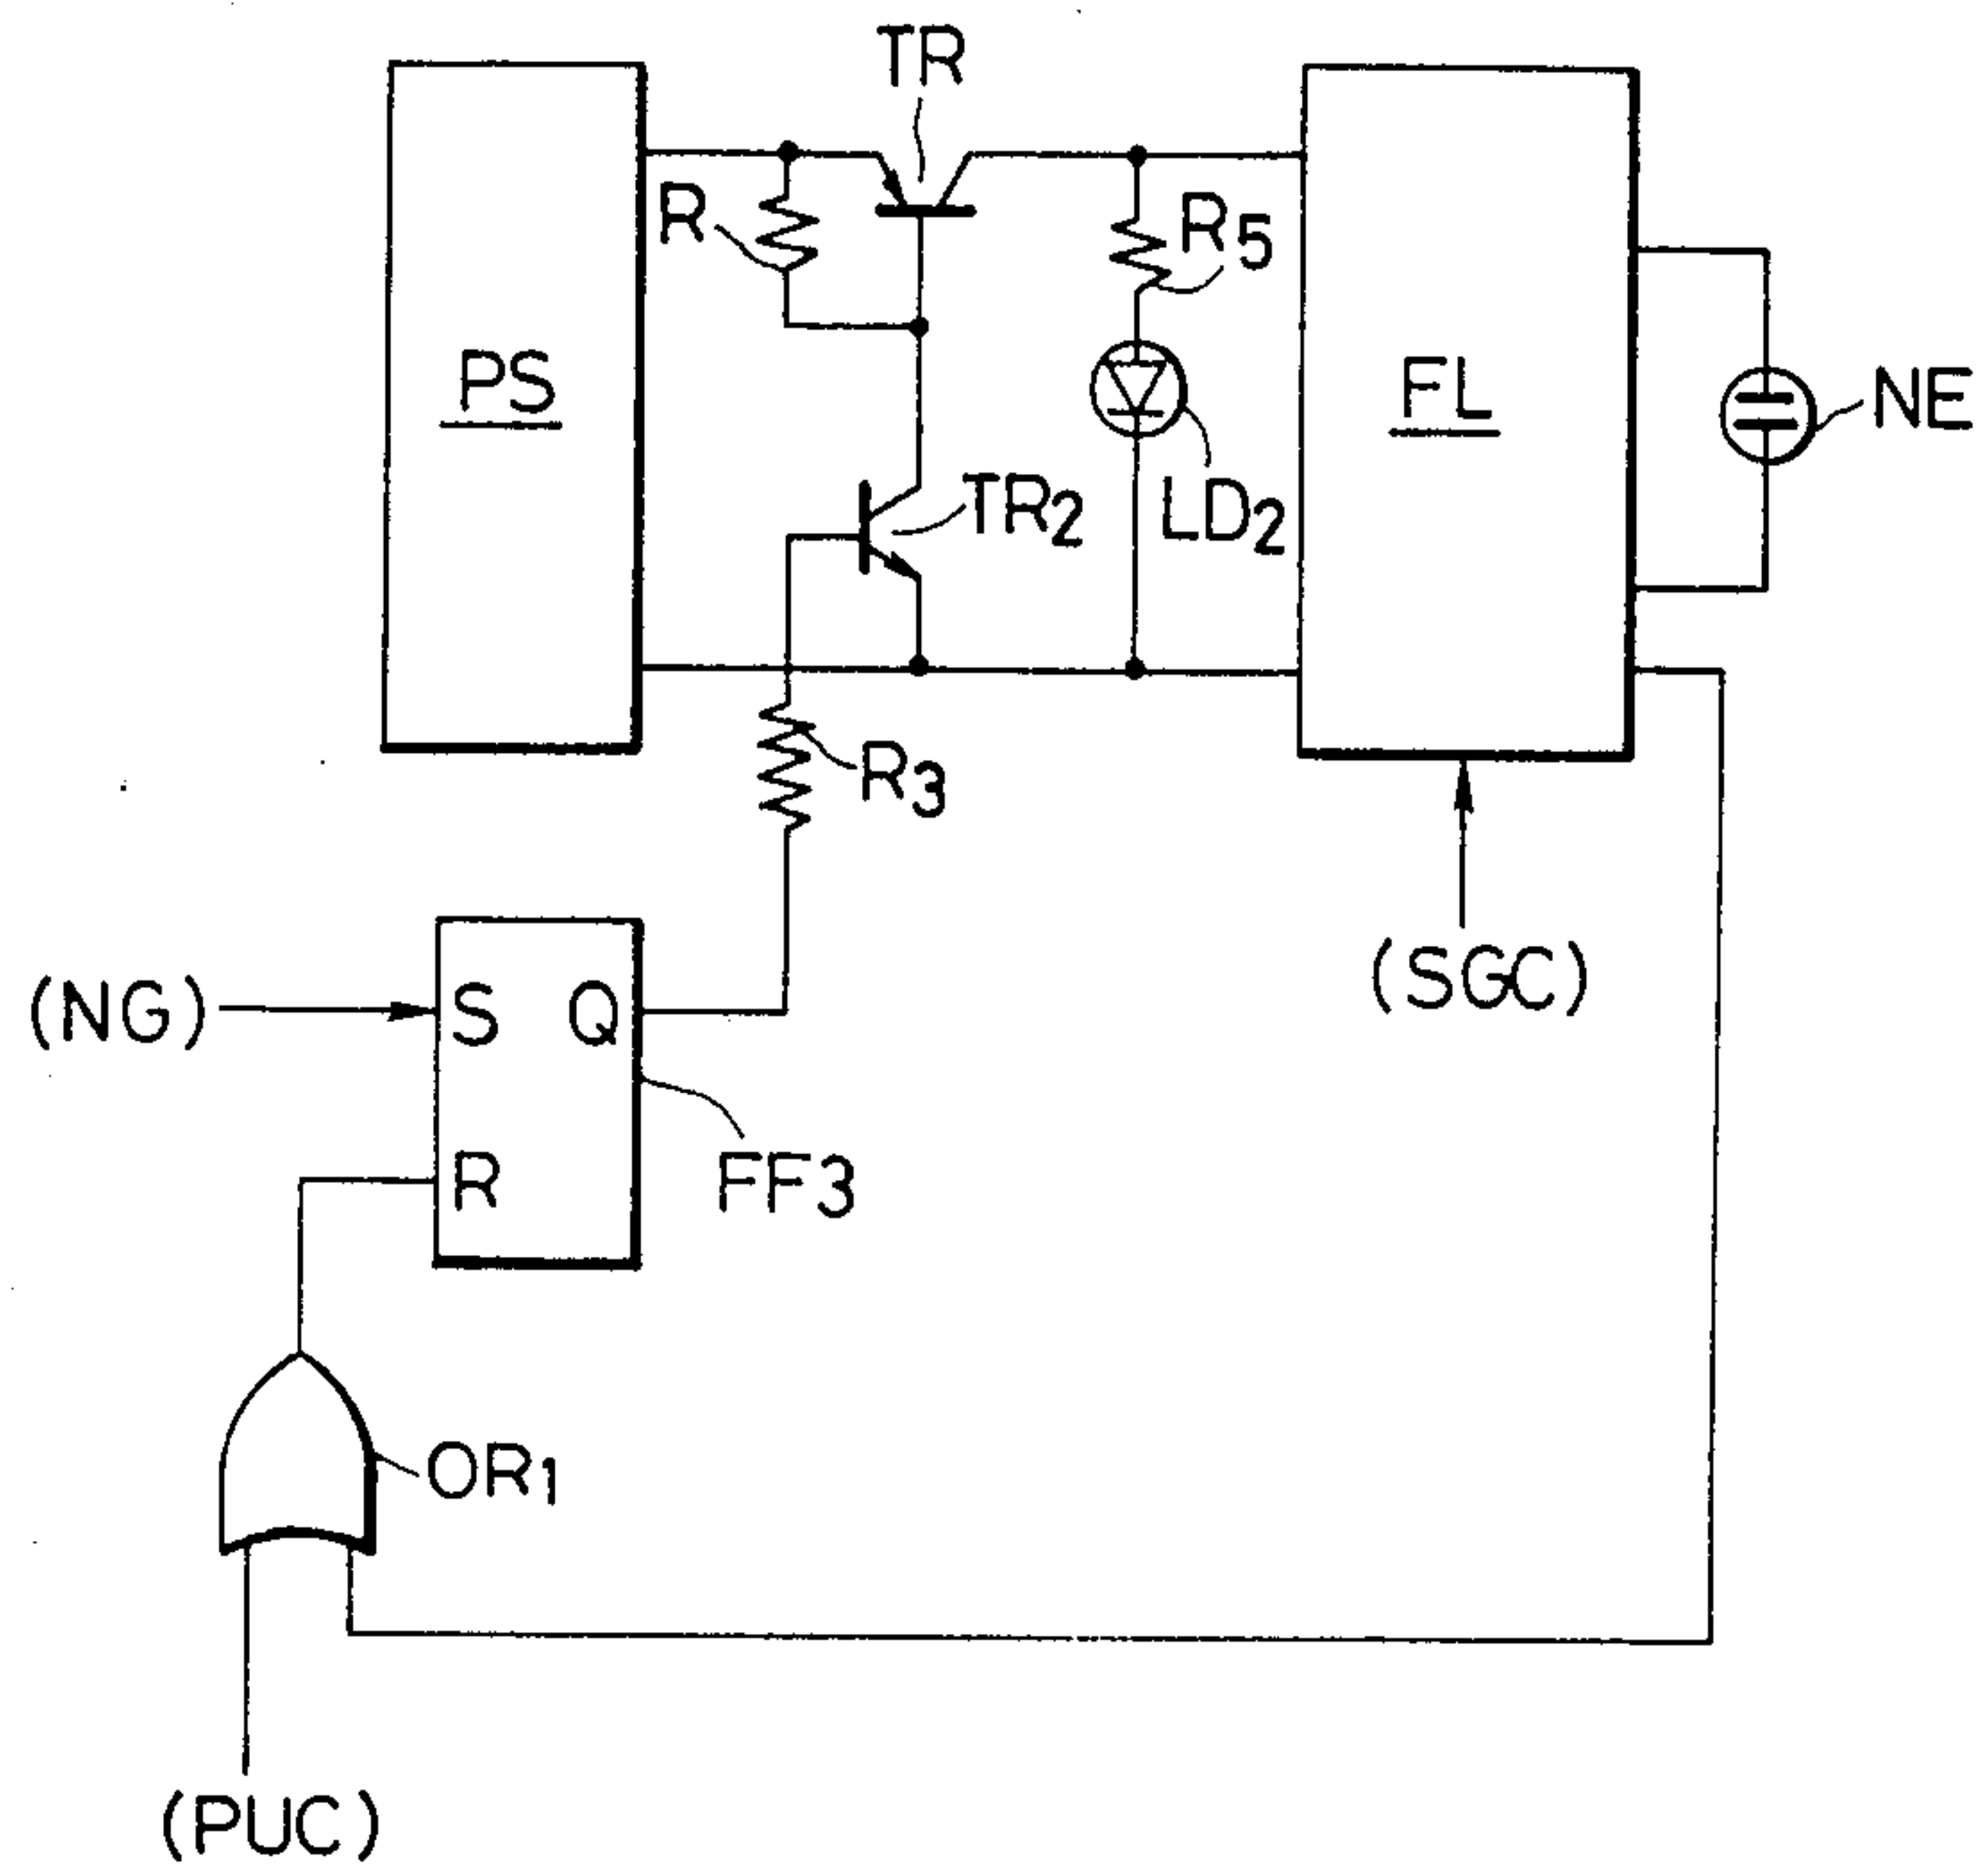 TR
R
R5
PS
FL
NE
TR2
LD2
R3
(SGC)
(NG)
S Q
R
FF3
OR1
(PUC)